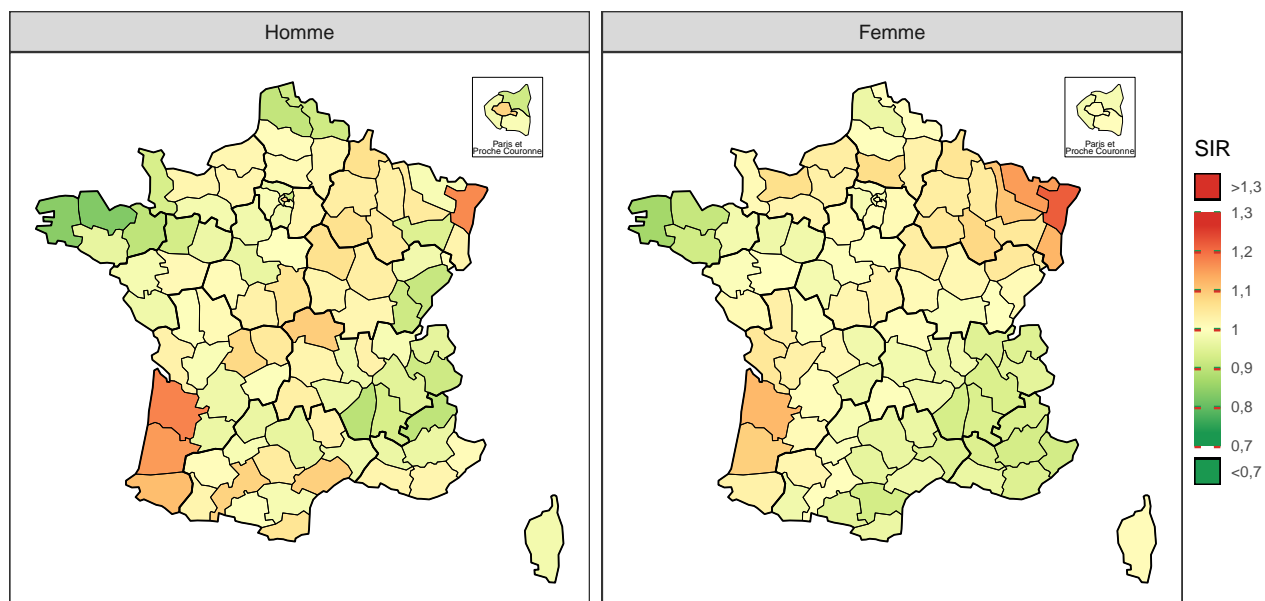 Homme
Femme
Paris et
Proche Couronne
Paris et
Proche Couronne
SIR
>1,3
1,3
1,2
1,1
1
0,9
0,8
0,7
<0,7